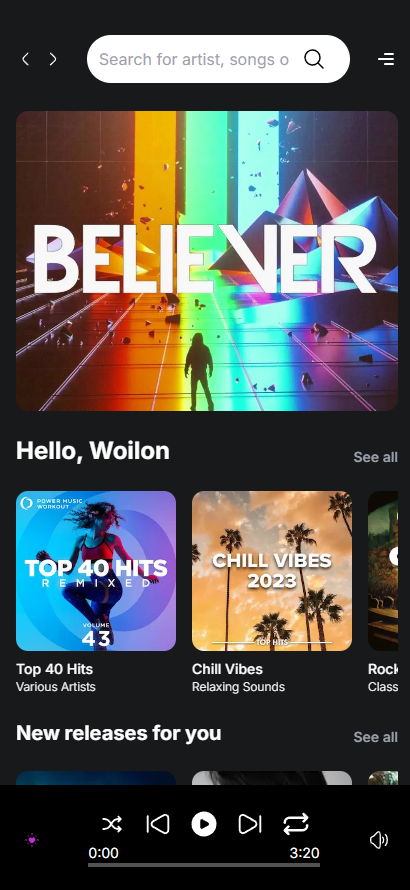 Search for artist, songs o
BELIEVER
Hello, Woilon
See all
POWER MUSIC
WORKOUT
TOP 40 HITS
REMIXED
VOLUME
43
CHILL VIBES
2023
TOP HITS
Top 40 Hits
Various Artists
Chill Vibes
Relaxing Sounds
Rock
Class
New releases for you
See all
0:00
3:20